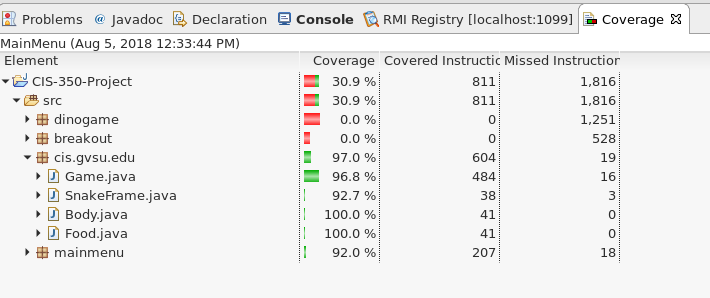 Problems @ Javadoc Declaration Console RMI Registry [localhost:1099] Coverage
MainMenu (Aug 5, 2018 12:33:44 PM)
Element Coverage Covered Instructic Missed Instruction
CIS-350-Project 30.9 % 811 1,816
src 30.9 % 811 1,816
dinogame 0.0 % 0 1,251
breakout 0.0 % 0 528
cis.gvsu.edu 97.0 % 604 19
Game.java 96.8 % 484 16
SnakeFrame.java 92.7 % 38 3
Body.java 100.0 % 41 0
Food.java 100.0 % 41 0
mainmenu 92.0 % 207 18